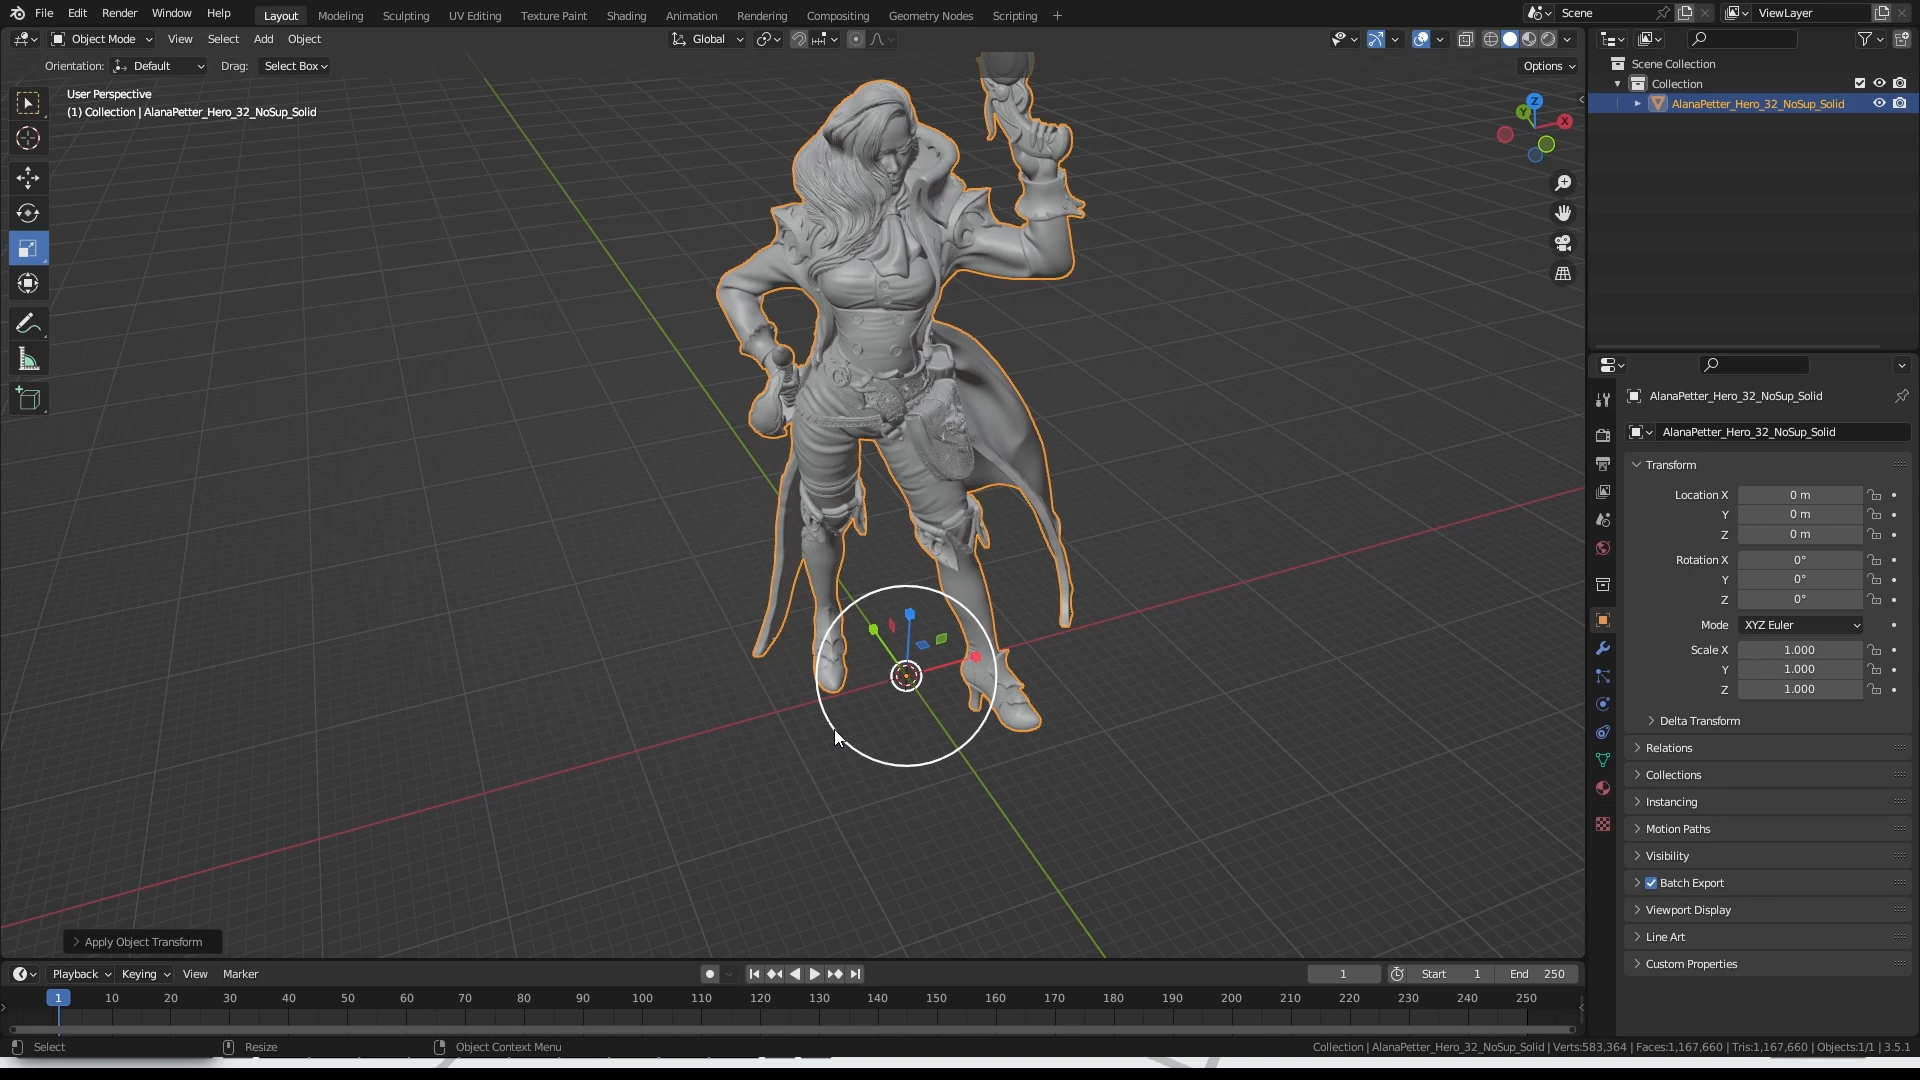 File Edit Render Window Help Layout Modeling Sculpting UV Editing Texture Paint Shading Animation Rendering Compositing Geometry Nodes Scripting + Scene ViewLayer
Object Mode View Select Add Object Global
Orientation: Default Drag: Select Box Options
User Perspective
(1) Collection | AlanaPetter_Hero_32_NoSup_Solid
Z
Y
X
Apply Object Transform
Scene Collection
Collection
AlanaPetter_Hero_32_NoSup_Solid
AlanaPetter_Hero_32_NoSup_Solid
AlanaPetter_Hero_32_NoSup_Solid
Transform
Location X 0 m
Y 0 m
Z 0 m
Rotation X 0°
Y 0°
Z 0°
Mode XYZ Euler
Scale X 1.000
Y 1.000
Z 1.000
Delta Transform
Relations
Collections
Instancing
Motion Paths
Visibility
Batch Export
Viewport Display
Line Art
Custom Properties
Playback Keying View Marker 1 Start 1 End 250
1 10 20 30 40 50 60 70 80 90 100 110 120 130 140 150 160 170 180 190 200 210 220 230 240 250
Select Resize Object Context Menu Collection | AlanaPetter_Hero_32_NoSup_Solid | Verts:583,364 | Faces:1,167,660 | Tris:1,167,660 | Objects:1/1 | 3.5.1